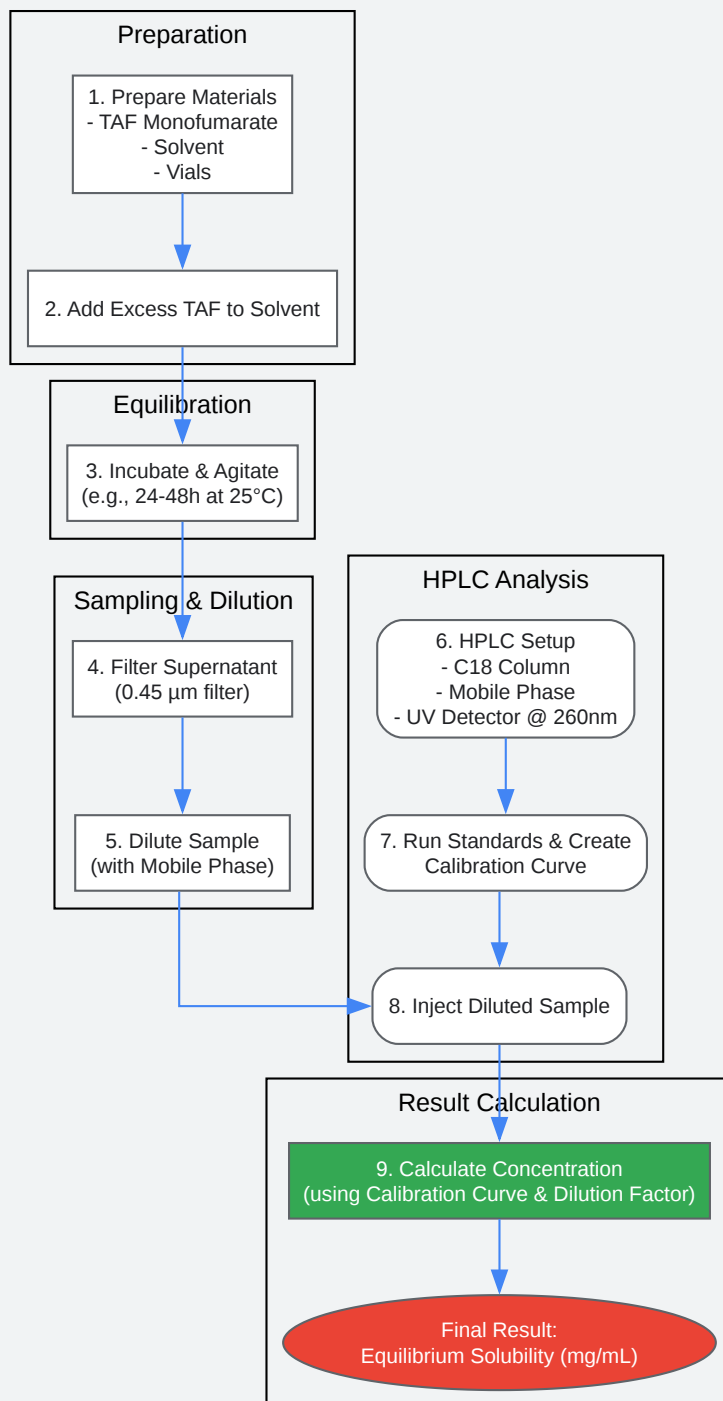 Preparation
1. Prepare Materials
- TAF Monofumarate
- Solvent
- Vials
2. Add Excess TAF to Solvent
Equilibration
3. Incubate & Agitate
(e.g., 24-48h at 25°C)
Sampling & Dilution
4. Filter Supernatant
(0.45 µm filter)
5. Dilute Sample
(with Mobile Phase)
HPLC Analysis
6. HPLC Setup
- C18 Column
- Mobile Phase
- UV Detector @ 260nm
7. Run Standards & Create
Calibration Curve
8. Inject Diluted Sample
Result Calculation
9. Calculate Concentration
(using Calibration Curve & Dilution Factor)
Final Result:
Equilibrium Solubility (mg/mL)